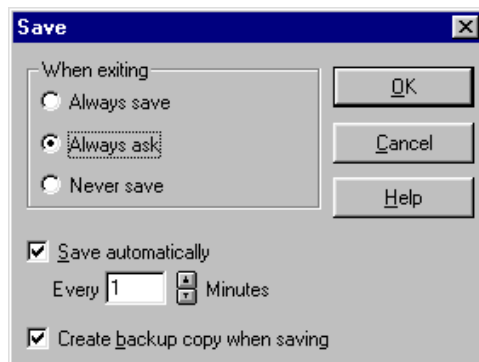 Save
When exiting
Always save
Always ask
Never save
OK
Cancel
Help
Save automatically
Every 1 Minutes
Create backup copy when saving